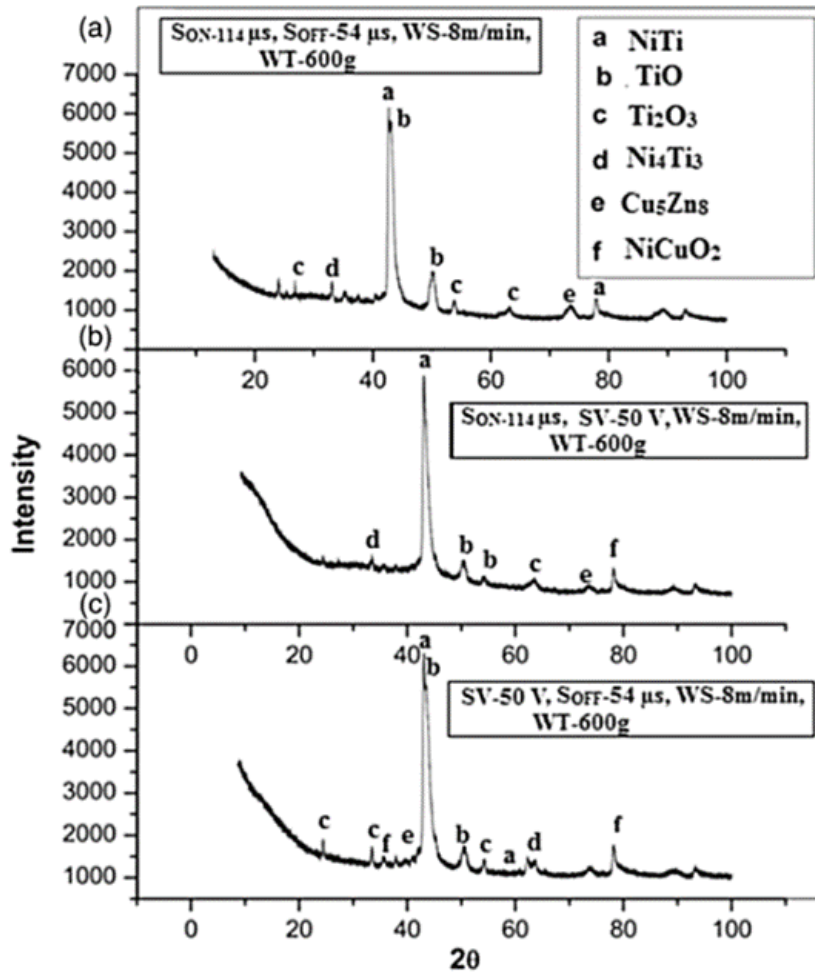 (a)
SON-114 µs, SOFF-54 µs, WS-8m/min,
WT-600g
a NiTi
b TiO
c Ti₂O₃
d Ni₄Ti₃
e Cu₅Zn₈
f NiCuO₂
7000
6000
5000
4000
3000
2000
1000
a
b
c
d
b
c
c
e
a
20 40 60 80 100
(b)
SON-114 µs, SV-50 V, WS-8m/min,
WT-600g
6000
5000
4000
3000
2000
1000
a
d
b
b
c
e
f
0 20 40 60 80 100
Intensity
(c)
SV-50 V, SOFF-54 µs, WS-8m/min,
WT-600g
7000
6000
5000
4000
3000
2000
1000
a
b
c
c
f
e
b
c
a
d
f
0 20 40 60 80 100
2θ